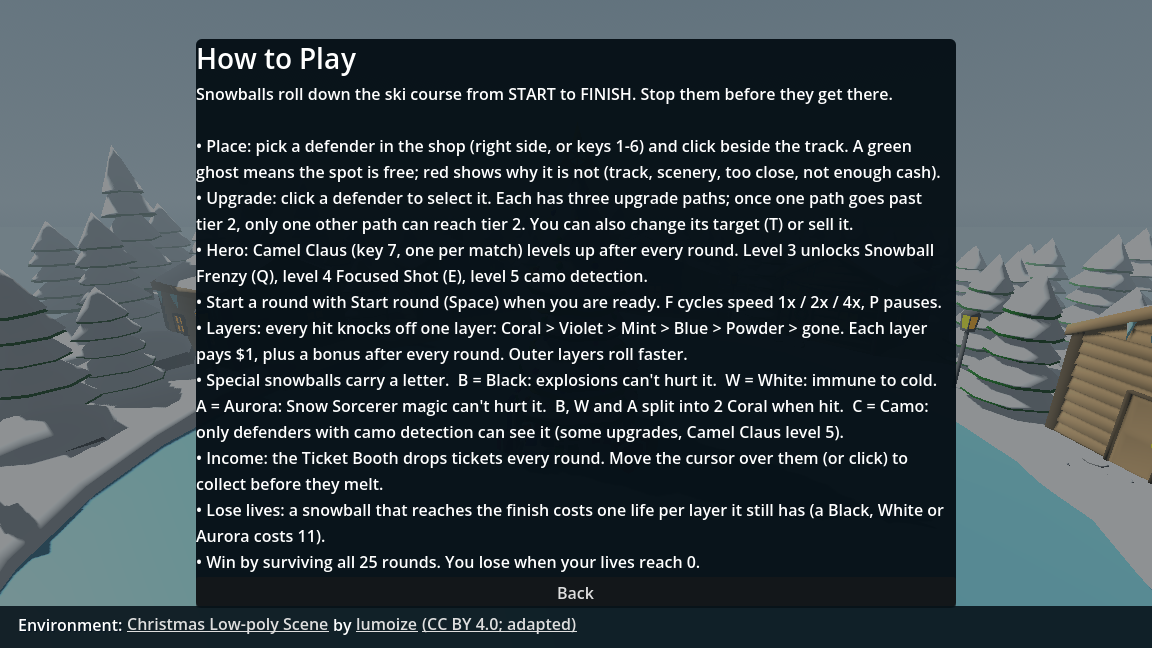 How to Play
Snowballs roll down the ski course from START to FINISH. Stop them before they get there.
• Place: pick a defender in the shop (right side, or keys 1-6) and click beside the track. A green
ghost means the spot is free; red shows why it is not (track, scenery, too close, not enough cash).
• Upgrade: click a defender to select it. Each has three upgrade paths; once one path goes past
tier 2, only one other path can reach tier 2. You can also change its target (T) or sell it.
• Hero: Camel Claus (key 7, one per match) levels up after every round. Level 3 unlocks Snowball
Frenzy (Q), level 4 Focused Shot (E), level 5 camo detection.
• Start a round with Start round (Space) when you are ready. F cycles speed 1x / 2x / 4x, P pauses.
• Layers: every hit knocks off one layer: Coral > Violet > Mint > Blue > Powder > gone. Each layer
pays $1, plus a bonus after every round. Outer layers roll faster.
• Special snowballs carry a letter.  B = Black: explosions can't hurt it.  W = White: immune to cold.
A = Aurora: Snow Sorcerer magic can't hurt it.  B, W and A split into 2 Coral when hit.  C = Camo:
only defenders with camo detection can see it (some upgrades, Camel Claus level 5).
• Income: the Ticket Booth drops tickets every round. Move the cursor over them (or click) to
collect before they melt.
• Lose lives: a snowball that reaches the finish costs one life per layer it still has (a Black, White or
Aurora costs 11).
• Win by surviving all 25 rounds. You lose when your lives reach 0.
Back
Environment: Christmas Low-poly Scene by lumoize (CC BY 4.0; adapted)